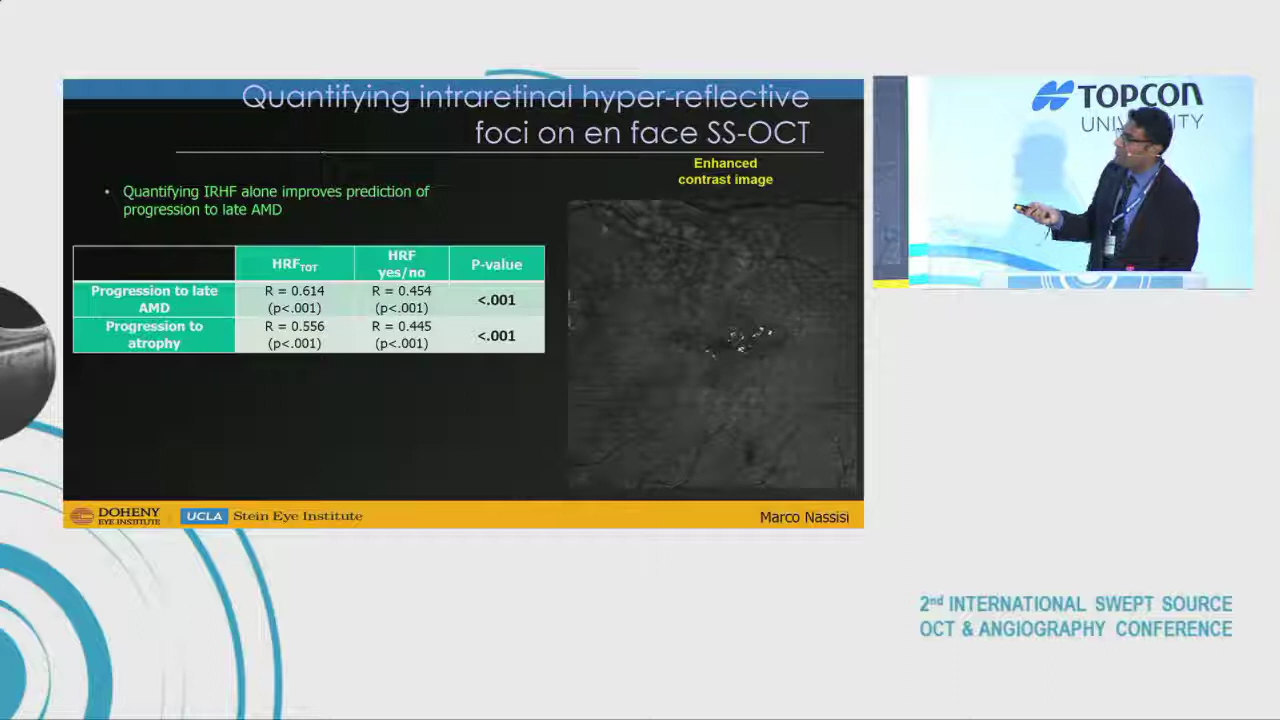 Quantifying intraretinal hyper-reflective
foci on en face SS-OCT
Enhanced
contrast image
• Quantifying IRHF alone improves prediction of
progression to late AMD
HRFTOT
HRF
yes/no
P-value
Progression to late
AMD
R = 0.614
(p<.001)
R = 0.454
(p<.001)
<.001
Progression to
atrophy
R = 0.556
(p<.001)
R = 0.445
(p<.001)
<.001
DOHENY
EYE INSTITUTE
UCLA Stein Eye Institute
Marco Nassisi
TOPCON
UNIV ITY
2nd INTERNATIONAL SWEPT SOURCE
OCT & ANGIOGRAPHY CONFERENCE